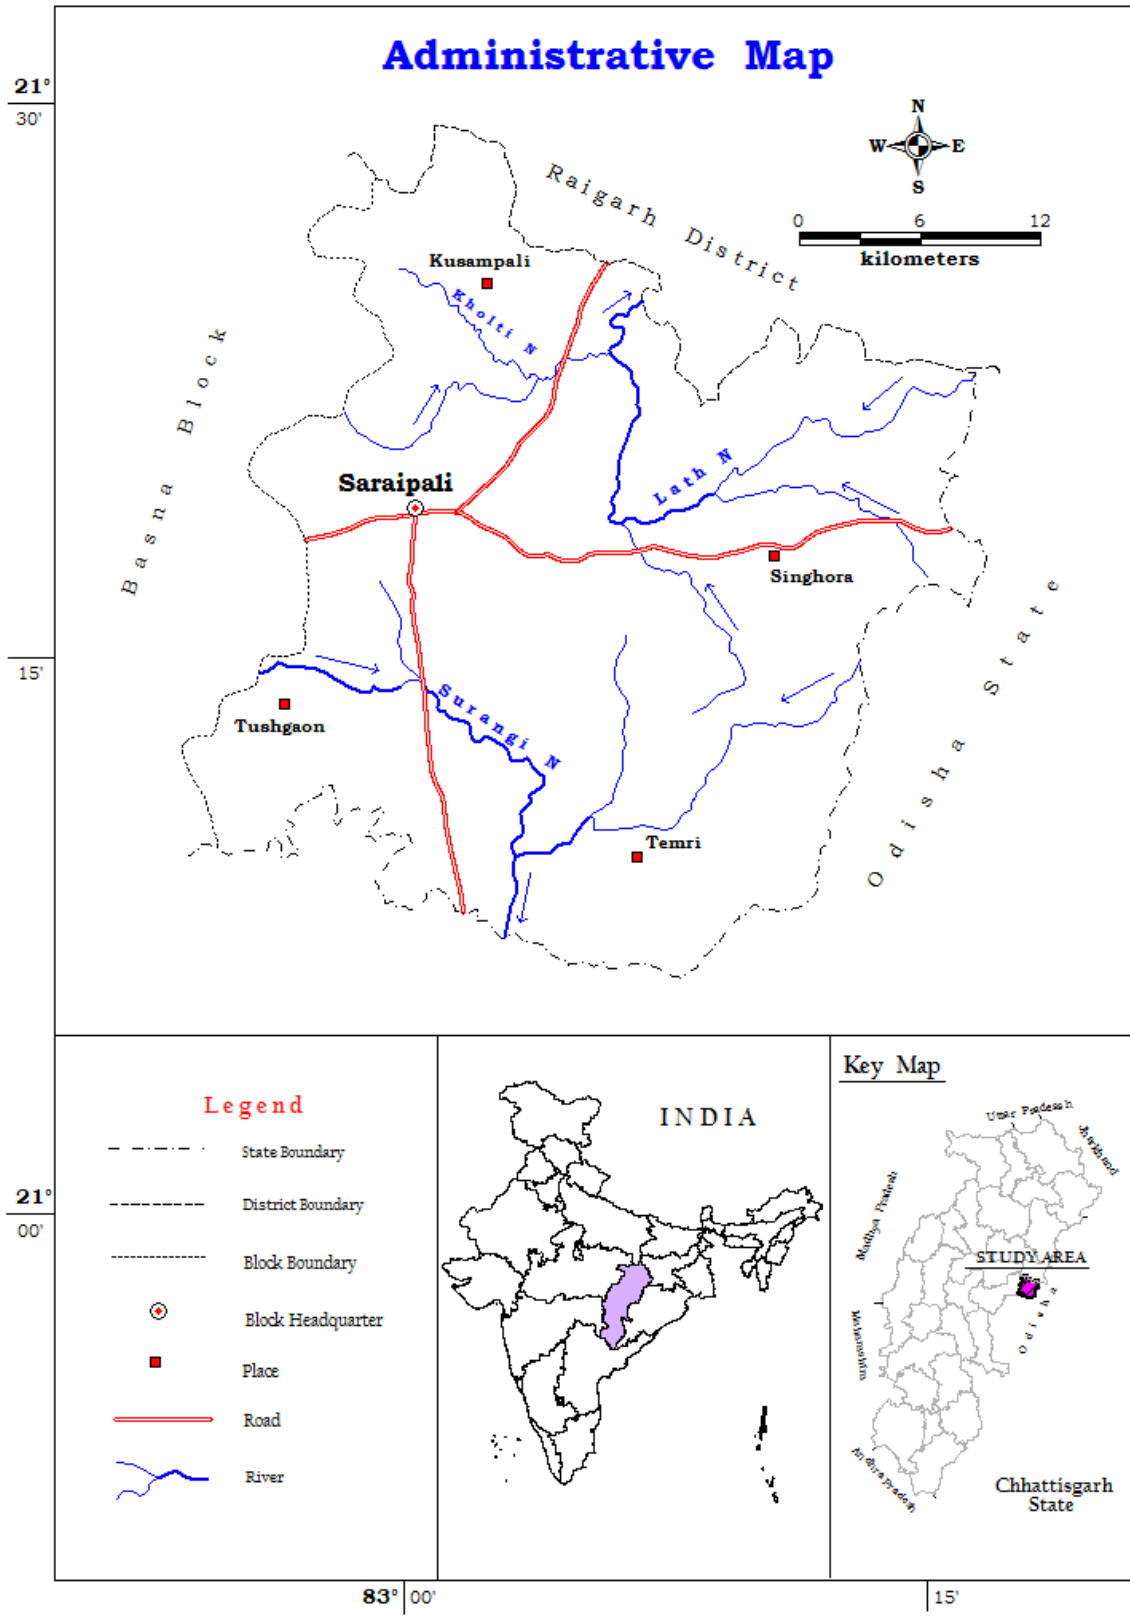 Administrative Map
21°
30'
N
W E
S
Raigarh District
0 6 12
kilometers
Kusampali
Kholti N
Basna Block
Lath N
Saraipali
Singhora
Odisha State
15'
Surangi N
Tushgaon
Temri
Legend
State Boundary
District Boundary
Block Boundary
Block Headquarter
Place
Road
River
21°
00'
INDIA
Key Map
Uttar Pradessh
Jharkhand
Madhya Pradesh
STUDY AREA
Odisha
Maharashtra
Andhra Pradesh
Chhattisgarh
State
83° 00'
15'